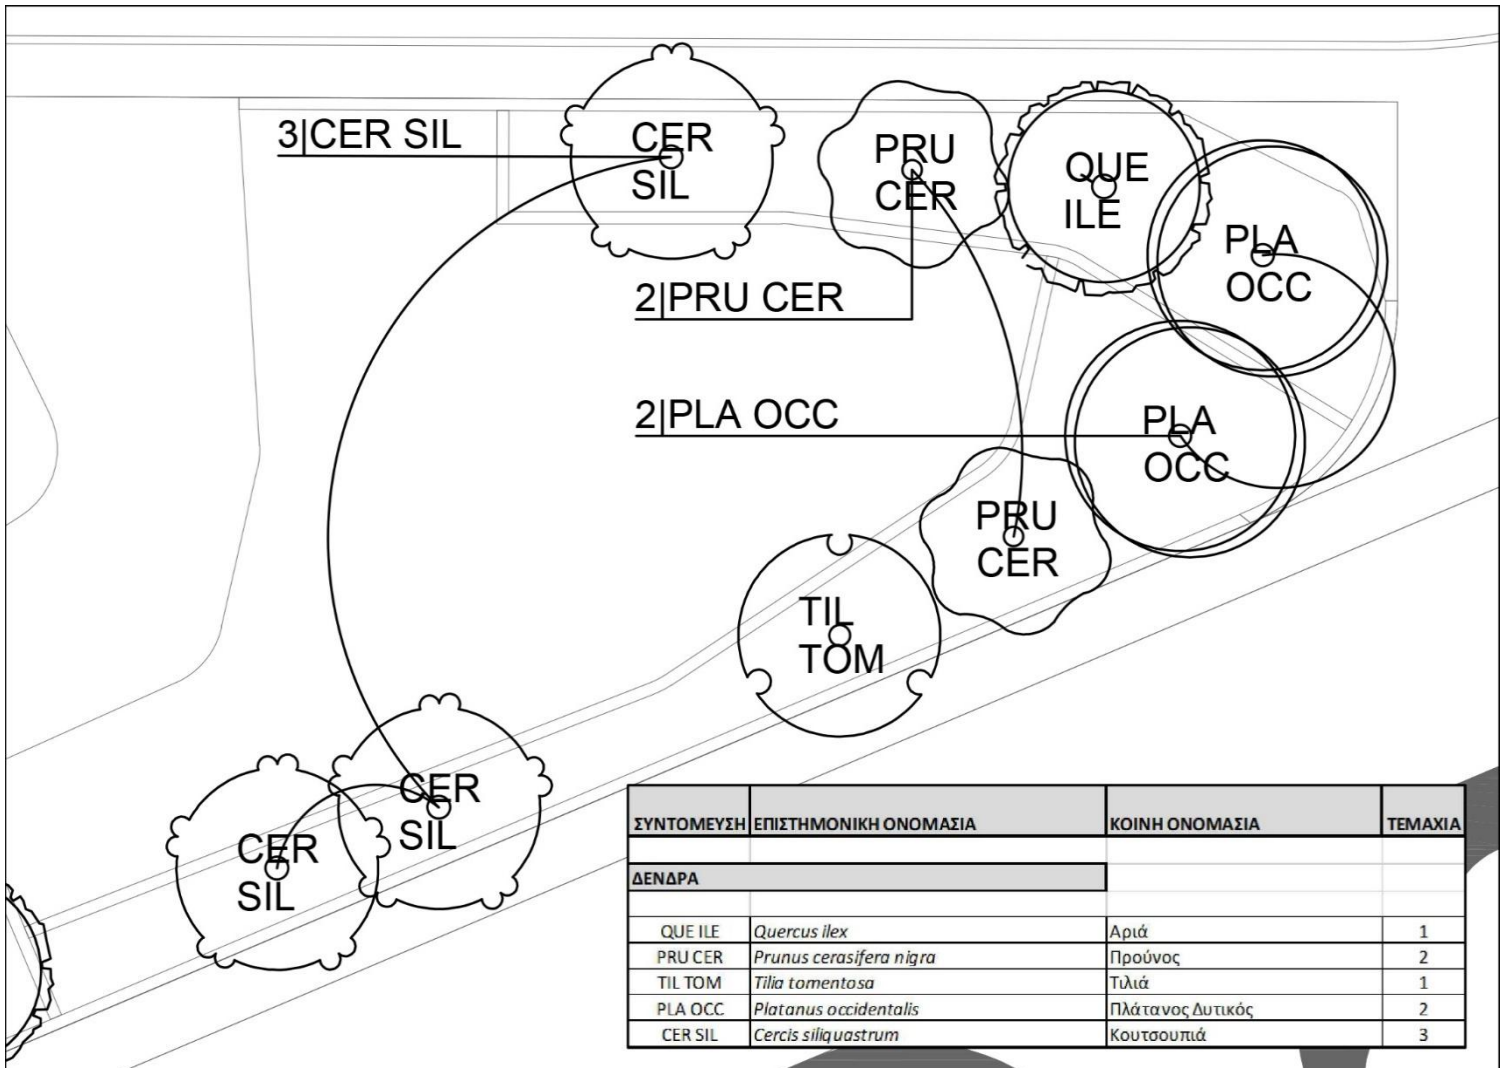 3|CER SIL
CER
SIL
PRU
CER
QUE
ILE
PLA
OCC
2|PRU CER
2|PLA OCC
PLA
OCC
PRU
CER
TIL
TOM
CER
SIL
CER
SIL
ΣΥΝΤΟΜΕΥΣΗ ΕΠΙΣΤΗΜΟΝΙΚΗ ΟΝΟΜΑΣΙΑ ΚΟΙΝΗ ΟΝΟΜΑΣΙΑ ΤΕΜΑΧΙΑ
ΔΕΝΔΡΑ
QUE ILE Quercus ilex Αριά 1
PRU CER Prunus cerasifera nigra Προύνος 2
TIL TOM Tilia tomentosa Τιλιά 1
PLA OCC Platanus occidentalis Πλάτανος Δυτικός 2
CER SIL Cercis siliquastrum Κουτσουπιά 3